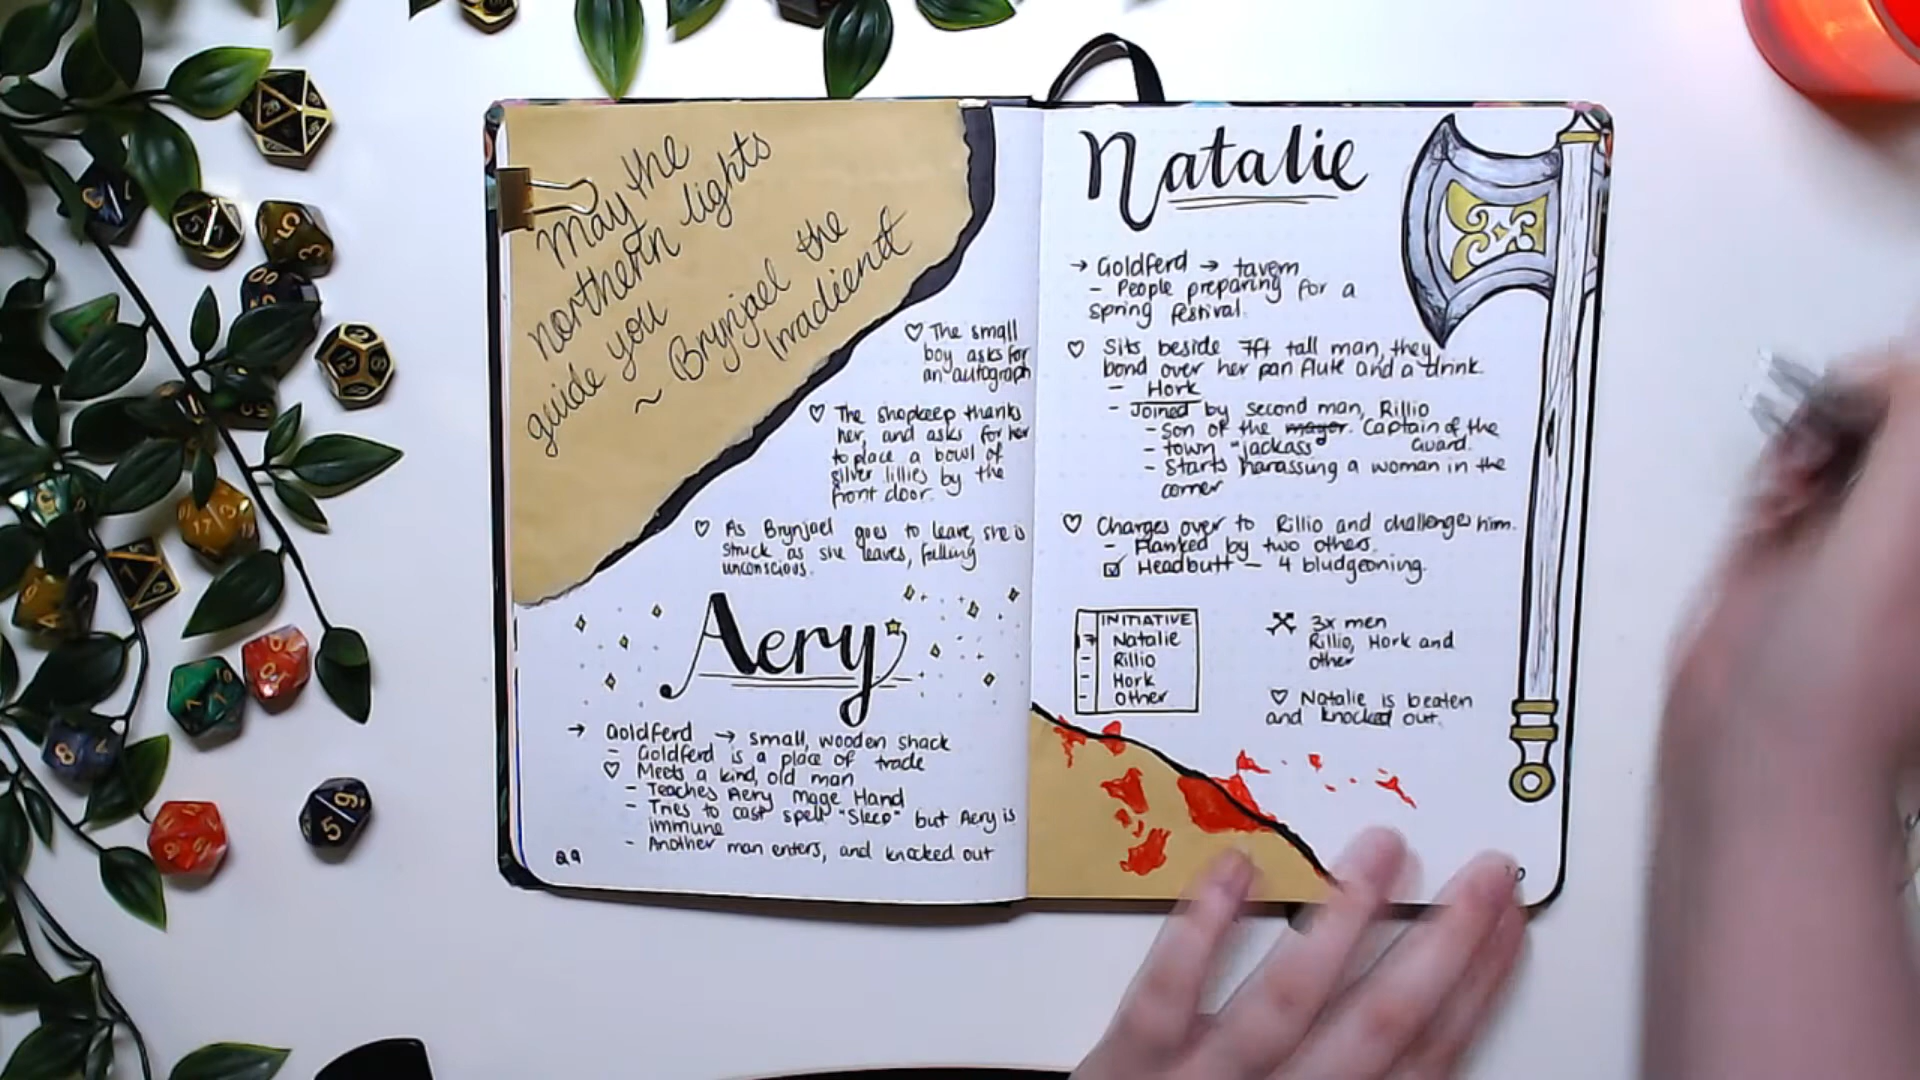 May the
northern lights
guide you
~ Brynjael the
Irradient
♡ The small
boy asks for
an autograph
♡ The shopkeep thanks
her, and asks for her
to place a bowl of
silver lillies by the
front door.
♡ As Brynjael goes to leave, she is
struck as she leaves, falling
unconscious.
Aery
→ Goldferd → small, wooden shack
- Goldferd is a place of trade
♡ Meets a kind, old man
- Teaches Aery Mage Hand
- Tries to cast spell "Sleep" but Aery is
immune
- Another man enters, and knocked out
29
Natalie
→ Goldferd → tavern
- People preparing for a
spring festival.
♡ Sits beside 7ft tall man, they
bond over her pan flute and a drink.
- Hork
- Joined by second man, Rillio
- Son of the mayor. Captain of the
Guard.
- town "jackass"
- Starts harassing a woman in the
corner
♡ Charges over to Rillio and challenges him.
- Flanked by two others.
☑ Headbutt - 4 bludgeoning.
INITIATIVE
17 Natalie
- Rillio
- Hork
- Other
3x men
Rillio, Hork and
other
♡ Natalie is beaten
and knocked out.